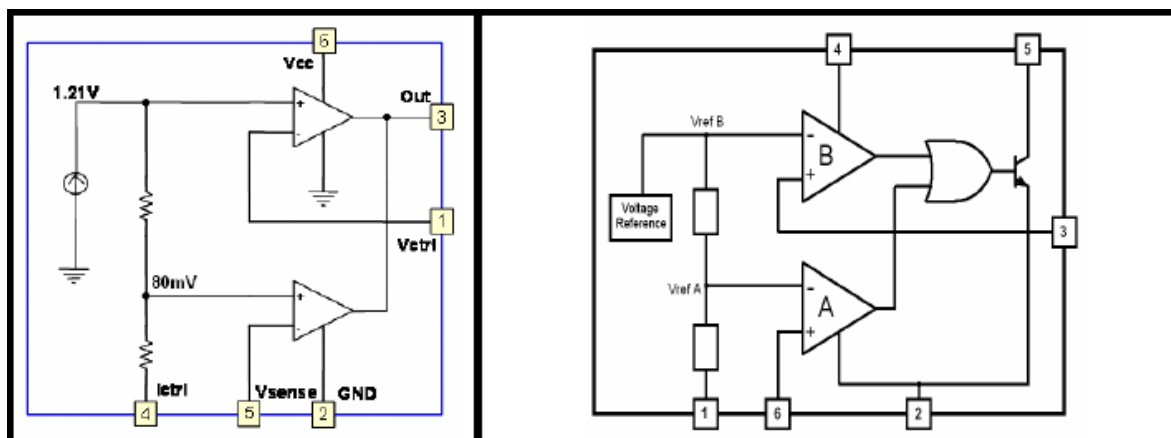 6
Vcc
1.21V
Out
3
1
Vctrl
80mV
Ictrl
Vsense
GND
4
5
2
4
5
Vref B
B
Voltage
Reference
3
Vref A
A
1
6
2